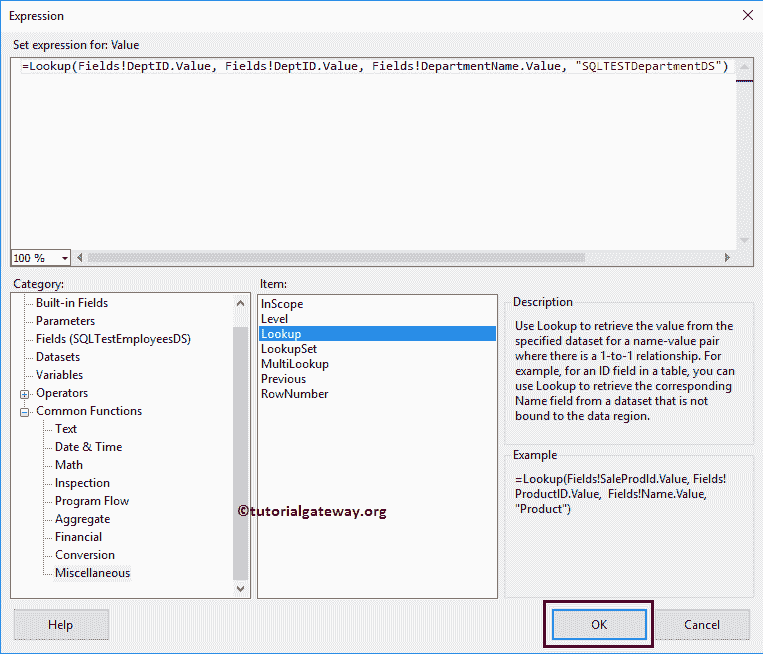 Expression
Set expression for: Value
=Lookup(Fields!DeptID.Value, Fields!DeptID.Value, Fields!DepartmentName.Value, "SQLTESTDepartmentDS")
100 %
Category:
Built-in Fields
Parameters
Fields (SQLTestEmployeesDS)
Datasets
Variables
Operators
Common Functions
Text
Date & Time
Math
Inspection
Program Flow
Aggregate
Financial
Conversion
Miscellaneous
Item:
InScope
Level
Lookup
LookupSet
MultiLookup
Previous
RowNumber
©tutorialgateway.org
Description
Use Lookup to retrieve the value from the
specified dataset for a name-value pair
where there is a 1-to-1 relationship. For
example, for an ID field in a table, you can
use Lookup to retrieve the corresponding
Name field from a dataset that is not
bound to the data region.
Example
=Lookup(Fields!SaleProdId.Value, Fields!
ProductID.Value, Fields!Name.Value,
"Product")
Help
OK
Cancel